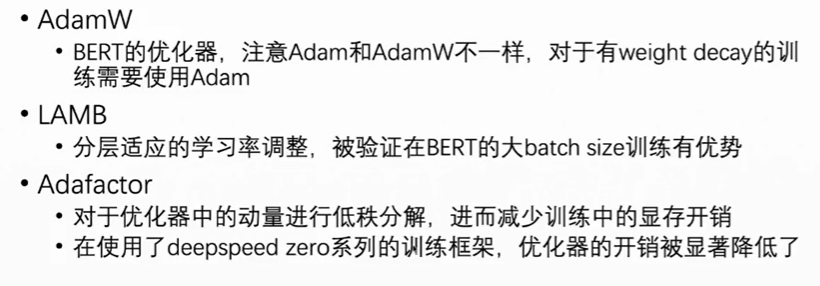 • AdamW
• BERT的优化器，注意Adam和AdamW不一样，对于有weight decay的训
练需要使用Adam
• LAMB
• 分层适应的学习率调整，被验证在BERT的大batch size训练有优势
• Adafactor
• 对于优化器中的动量进行低秩分解，进而减少训练中的显存开销
• 在使用了deepspeed zero系列的训练框架，优化器的开销被显著降低了